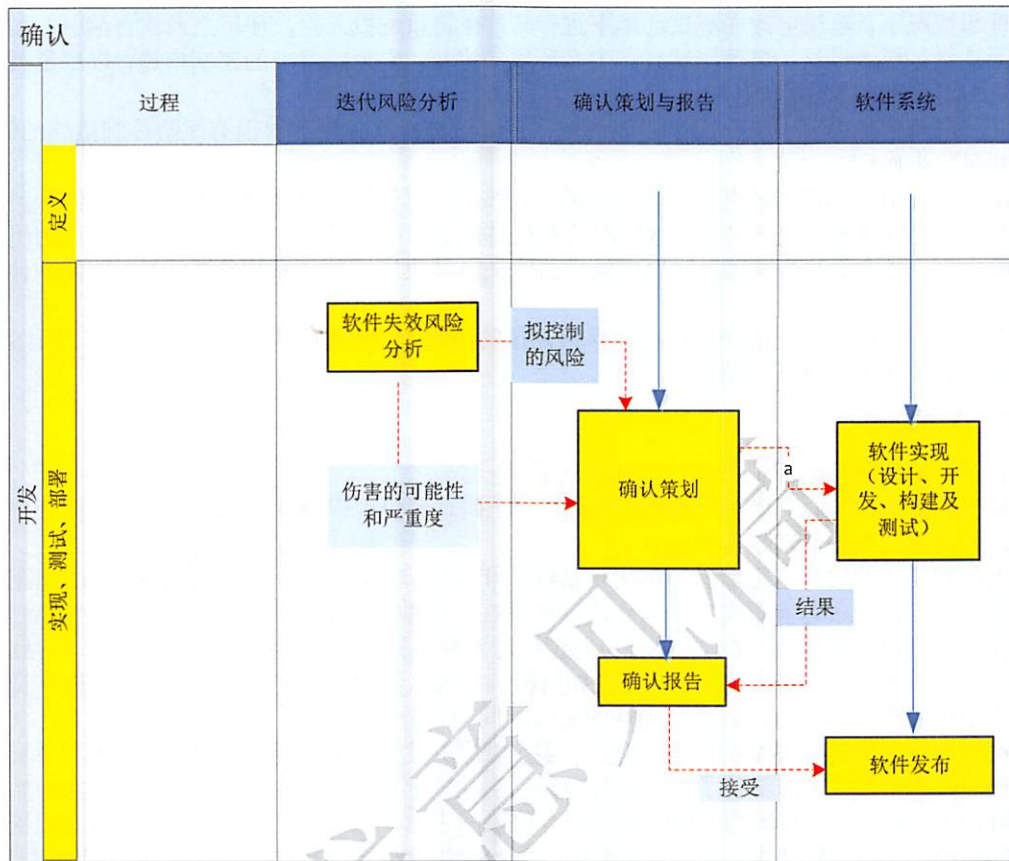 确认
过程
迭代风险分析
确认策划与报告
软件系统
定义
开发
实现、测试、部署
软件失效风险
分析
拟控制
的风险
伤害的可能性
和严重度
确认策划
a
软件实现
(设计、开
发、构建及
测试)
结果
确认报告
接受
软件发布
意见稿